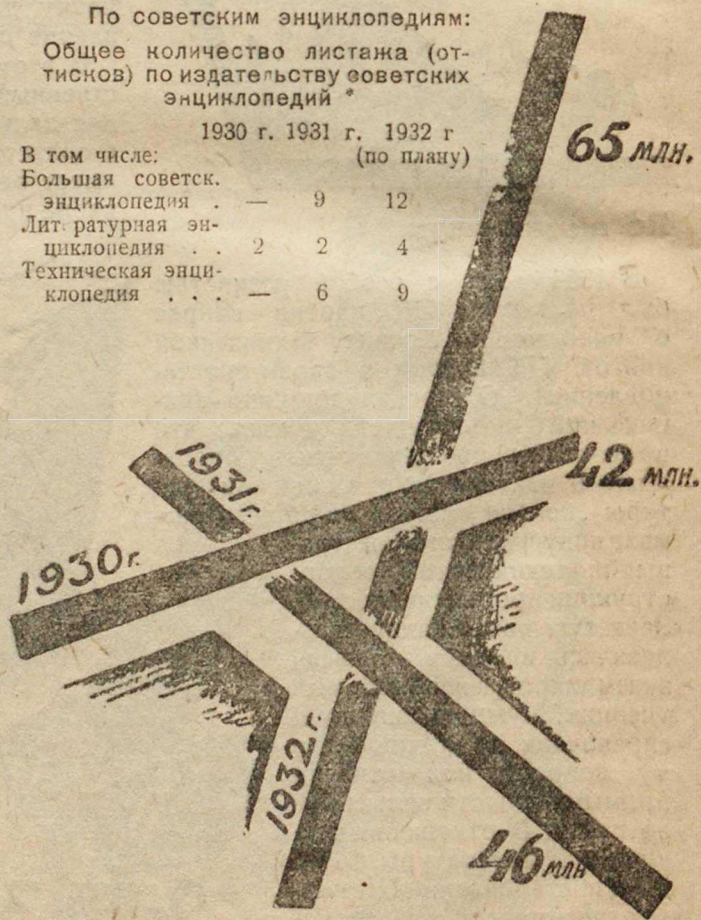 По советским энциклопедиям:
Общее количество листажа (от-
тисков) по издательству советских
энциклопедий *
1930 г. 1931 г. 1932 г
В том числе: (по плану)
Большая советск.
энциклопедия . — 9 12
Лит ратурная эн-
циклопедия . . 2 2 4
Техническая энци-
клопедия . . . — 6 9
65 млн.
1931 г.
42 млн.
1930 г.
1932 г.
46 млн